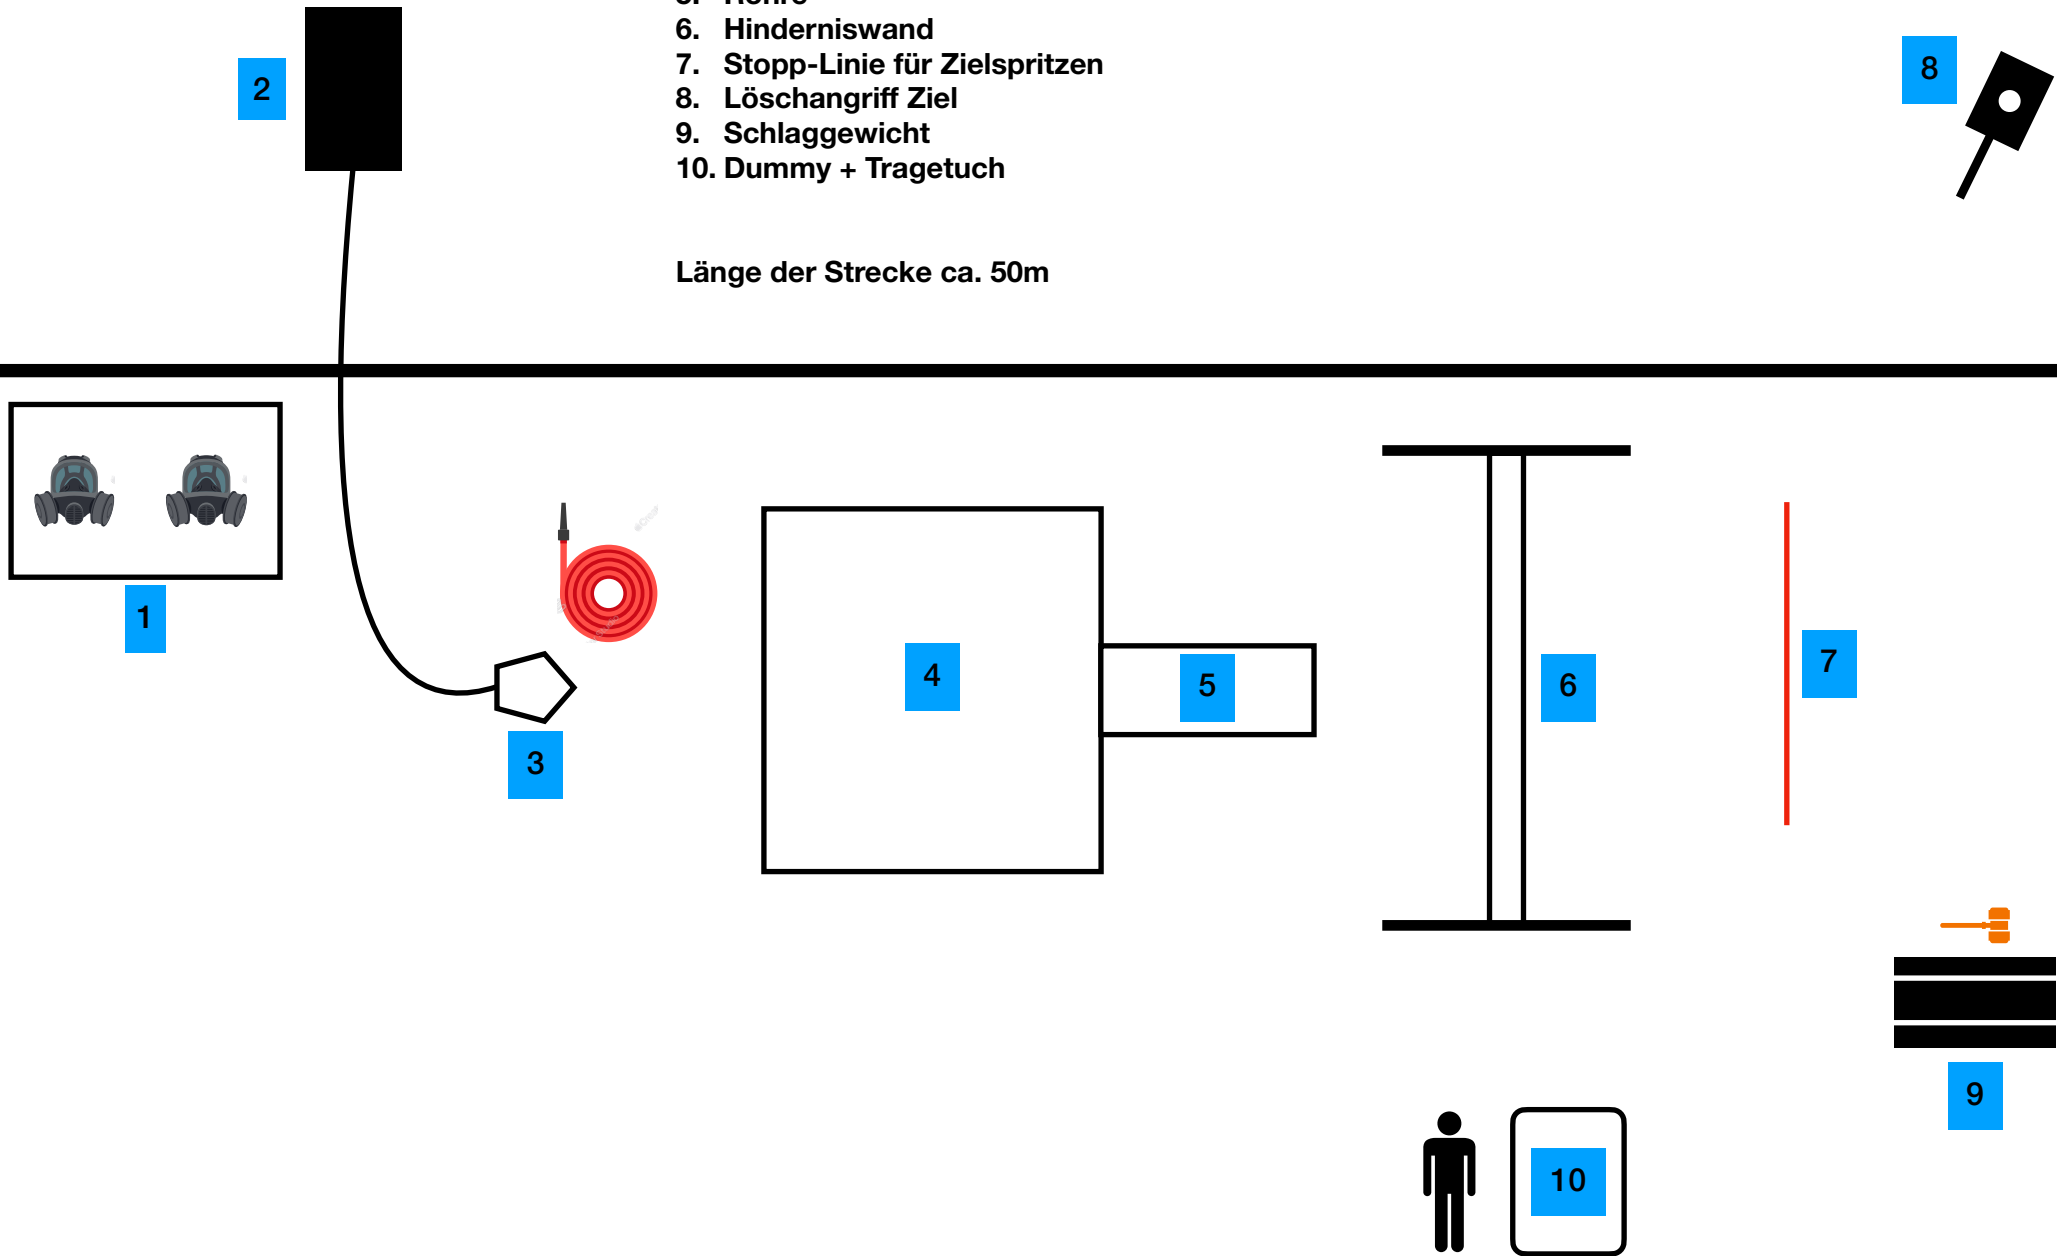 6. Hinderniswand
7. Stopp-Linie für Zielspritzen
8. Löschangriff Ziel
9. Schlaggewicht
10. Dummy + Tragetuch
Länge der Strecke ca. 50m
2
8
1
3
4
5
6
7
9
10